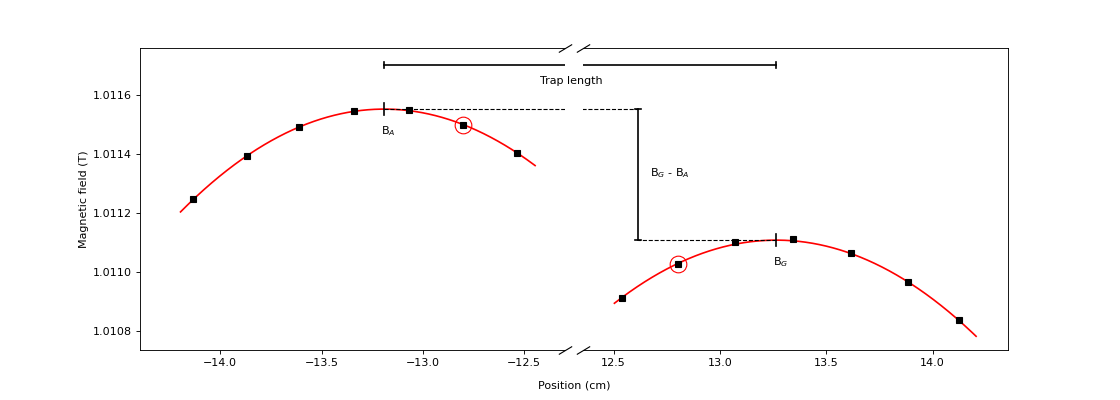 Trap length
1.0116
1.0114
1.0112
1.0110
1.0108
Magnetic field (T)
B_A
B_G - B_A
B_G
−14.0 −13.5 −13.0 −12.5 12.5 13.0 13.5 14.0
Position (cm)